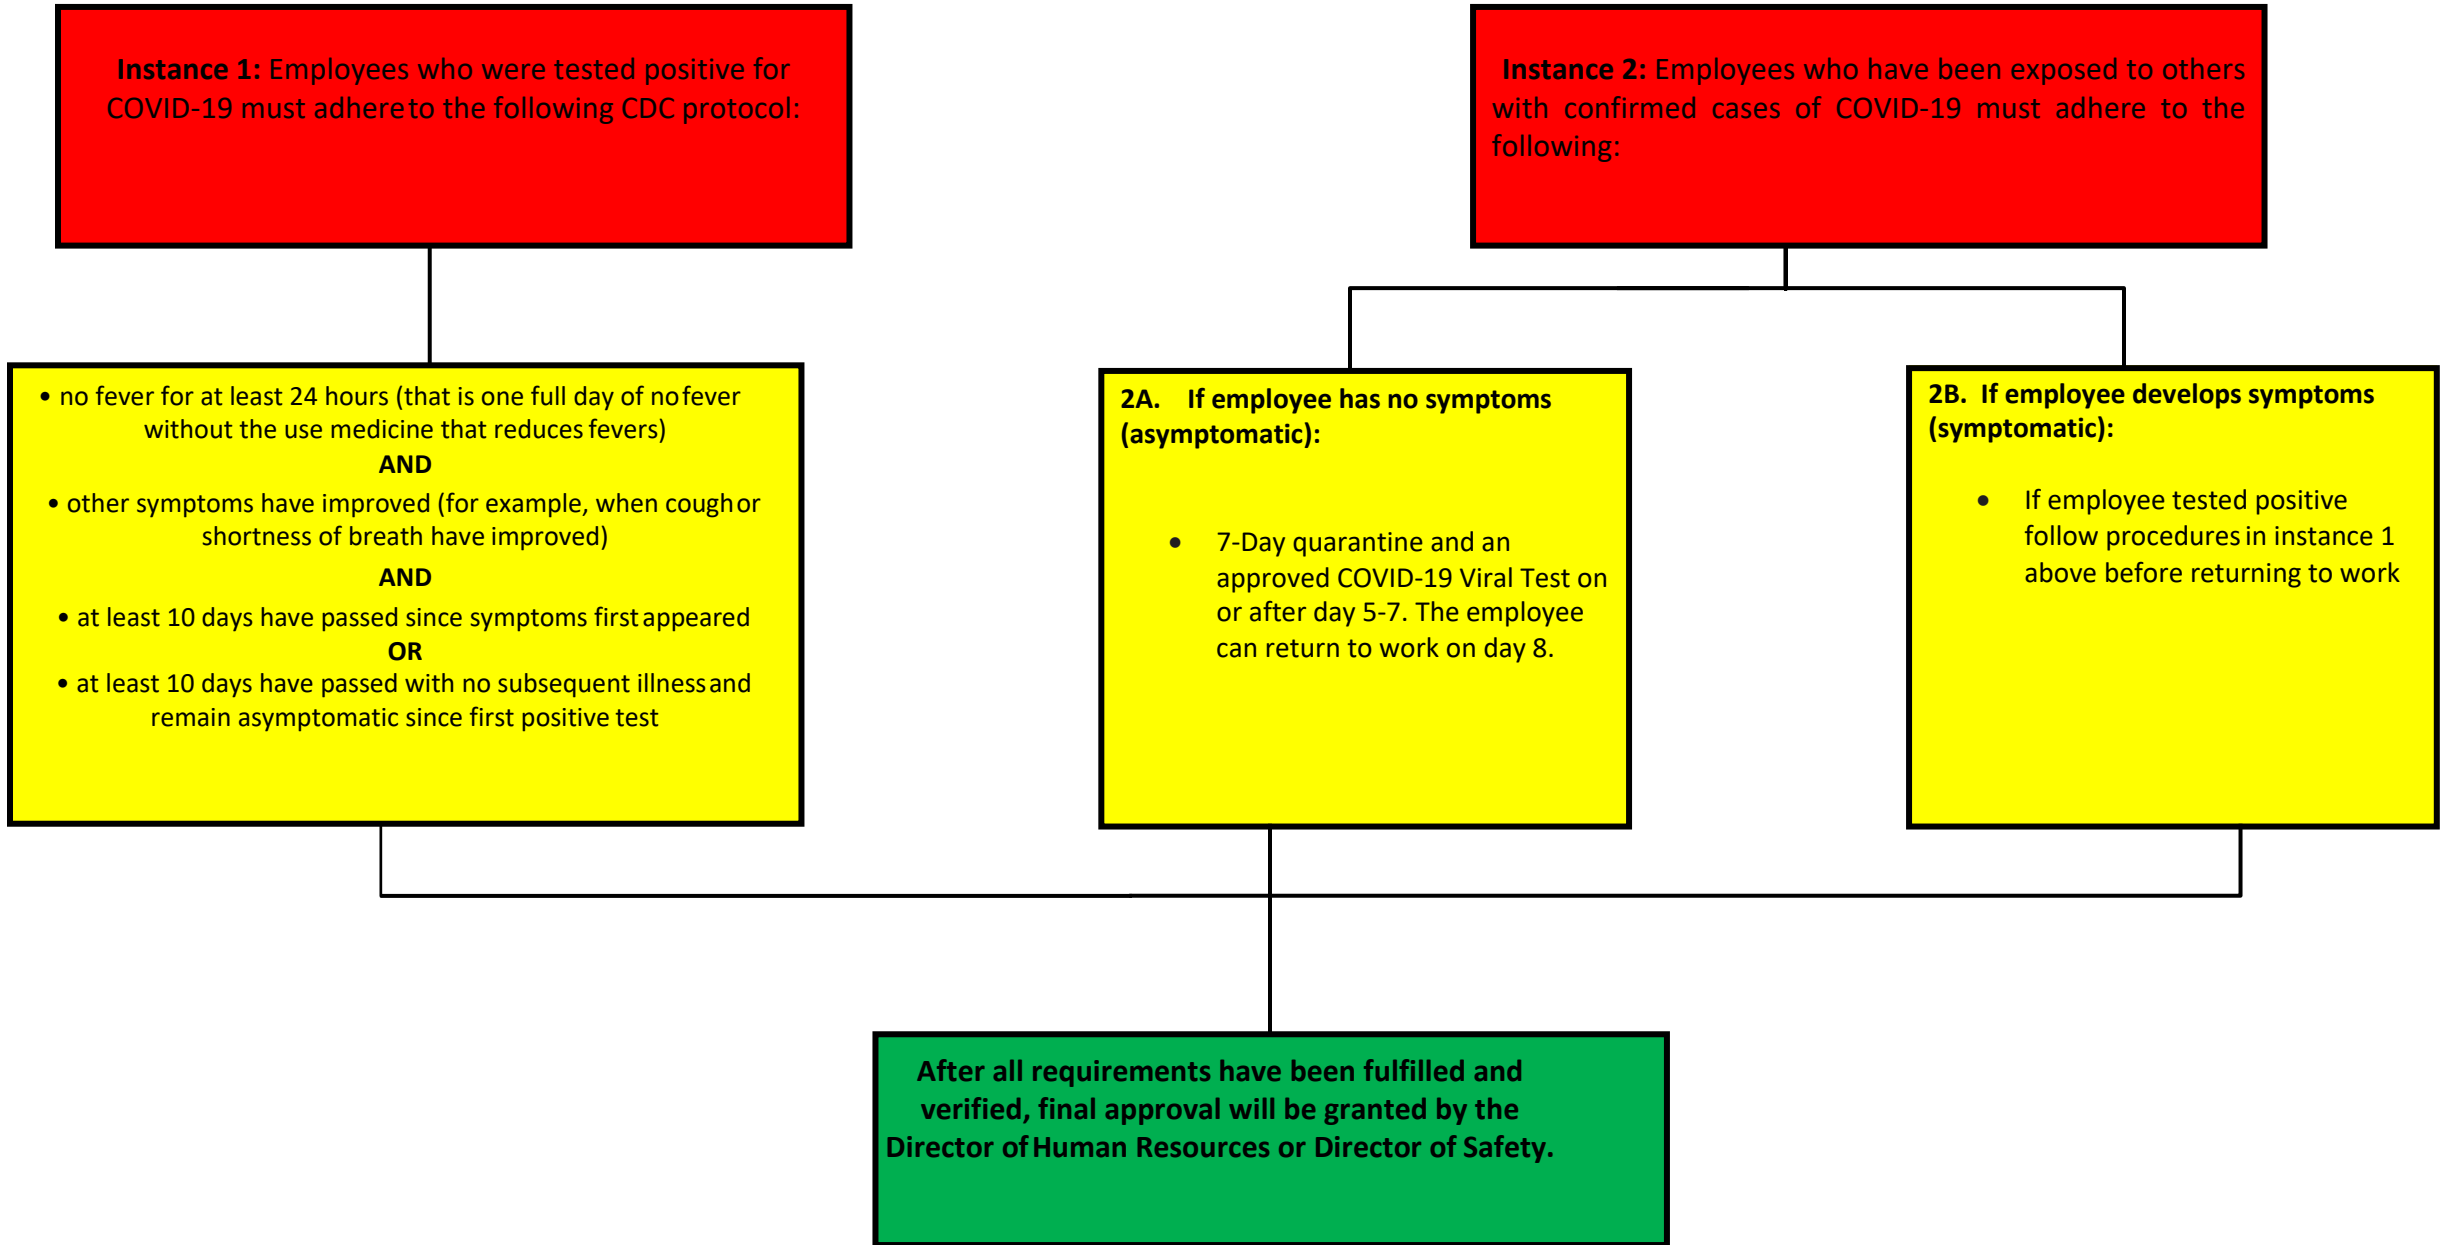 Instance 1: Employees who were tested positive for
COVID-19 must adhere to the following CDC protocol:
Instance 2: Employees who have been exposed to others
with confirmed cases of COVID-19 must adhere to the
following:
• no fever for at least 24 hours (that is one full day of no fever
without the use medicine that reduces fevers)
AND
• other symptoms have improved (for example, when cough or
shortness of breath have improved)
AND
• at least 10 days have passed since symptoms first appeared
OR
• at least 10 days have passed with no subsequent illness and
remain asymptomatic since first positive test
2A. If employee has no symptoms
(asymptomatic):
• 7-Day quarantine and an
approved COVID-19 Viral Test on
or after day 5-7. The employee
can return to work on day 8.
2B. If employee develops symptoms
(symptomatic):
• If employee tested positive
follow procedures in instance 1
above before returning to work
After all requirements have been fulfilled and
verified, final approval will be granted by the
Director of Human Resources or Director of Safety.